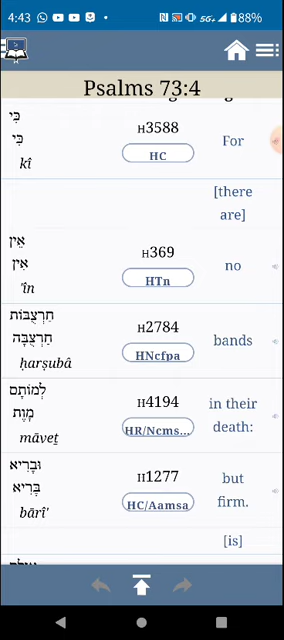 4:43
5G+ 88%
Psalms 73:4
כִּי
כִּי
kî
H3588
HC
For
[there
are]
אֵין
אִין
'în
H369
HTn
no
חַרְצֻבּוֹת
חַרְצֻבָּה
ḥarṣubâ
H2784
HNcfpa
bands
לְמוֹתָם
מָוֶת
māveṯ
H4194
HR/Ncms...
in their
death:
וּבָרִיא
בָּרִיא
bārî'
H1277
HC/Aamsa
but
firm.
[is]